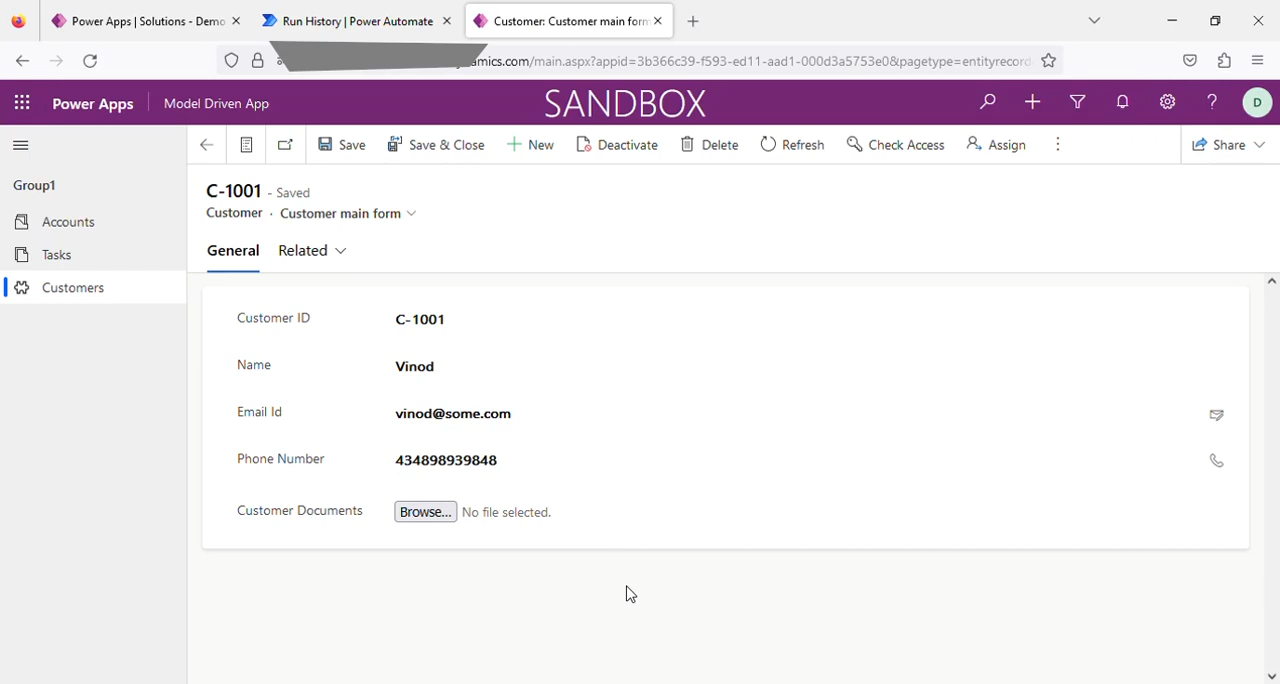 Power Apps | Solutions - Demo
Run History | Power Automate
Customer: Customer main form
amics.com/main.aspx?appid=3b366c39-f593-ed11-aad1-000d3a5753e0&pagetype=entityrecord
Power Apps
Model Driven App
SANDBOX
?
D
Save
Save & Close
New
Deactivate
Delete
Refresh
Check Access
Assign
Share
Group1
Accounts
Tasks
Customers
C-1001 - Saved
Customer · Customer main form
General
Related
Customer ID
C-1001
Name
Vinod
Email Id
vinod@some.com
Phone Number
434898939848
Customer Documents
Browse... No file selected.